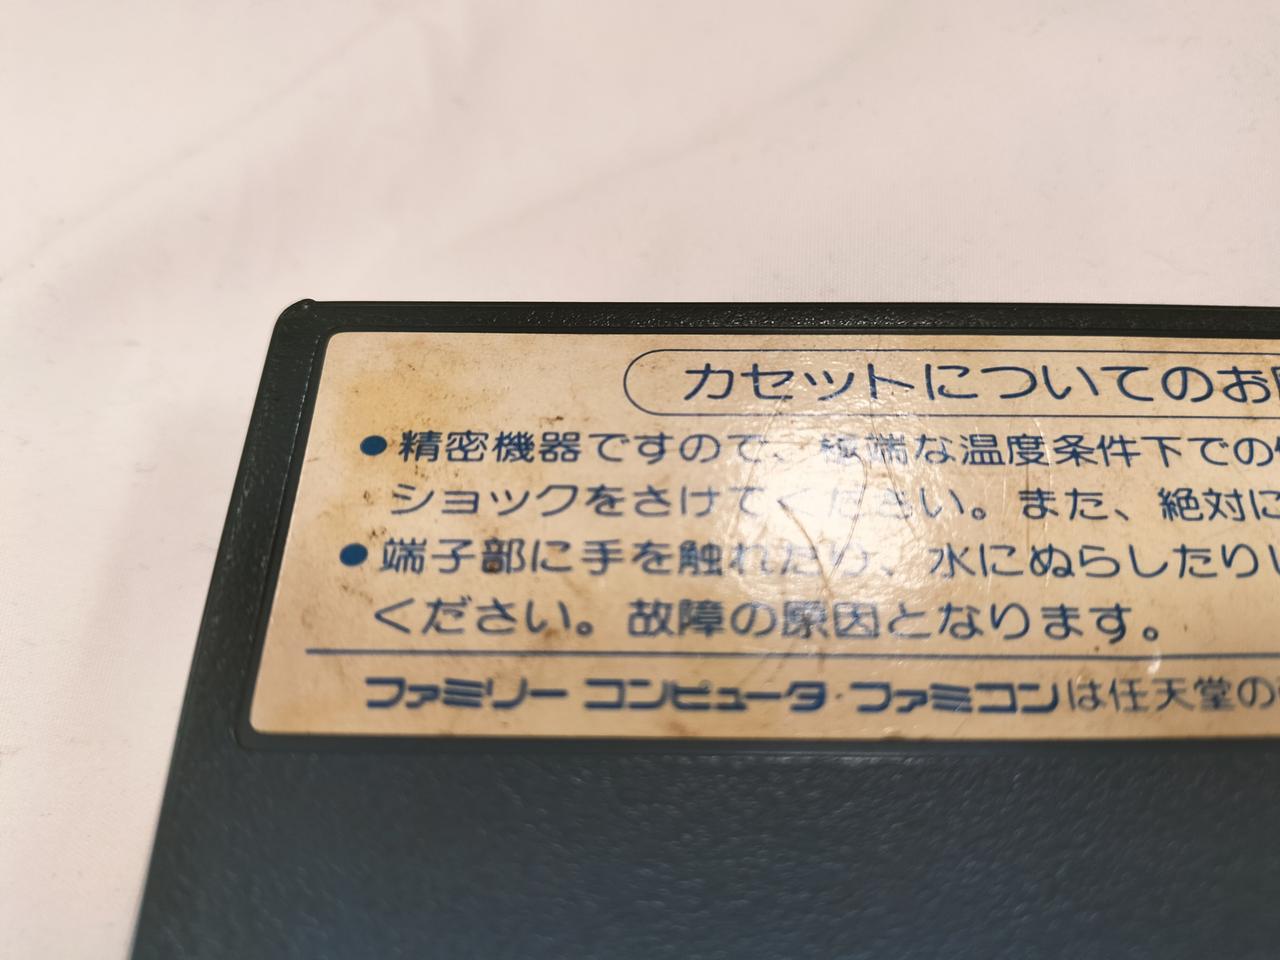 カセットについてのお
●精密機器ですので、極端な温度条件下での
ショックをさけてください。また、絶対に
●端子部に手を触れたり、水にぬらしたり
ください。故障の原因となります。
ファミリーコンピュータ・ファミコンは任天堂の